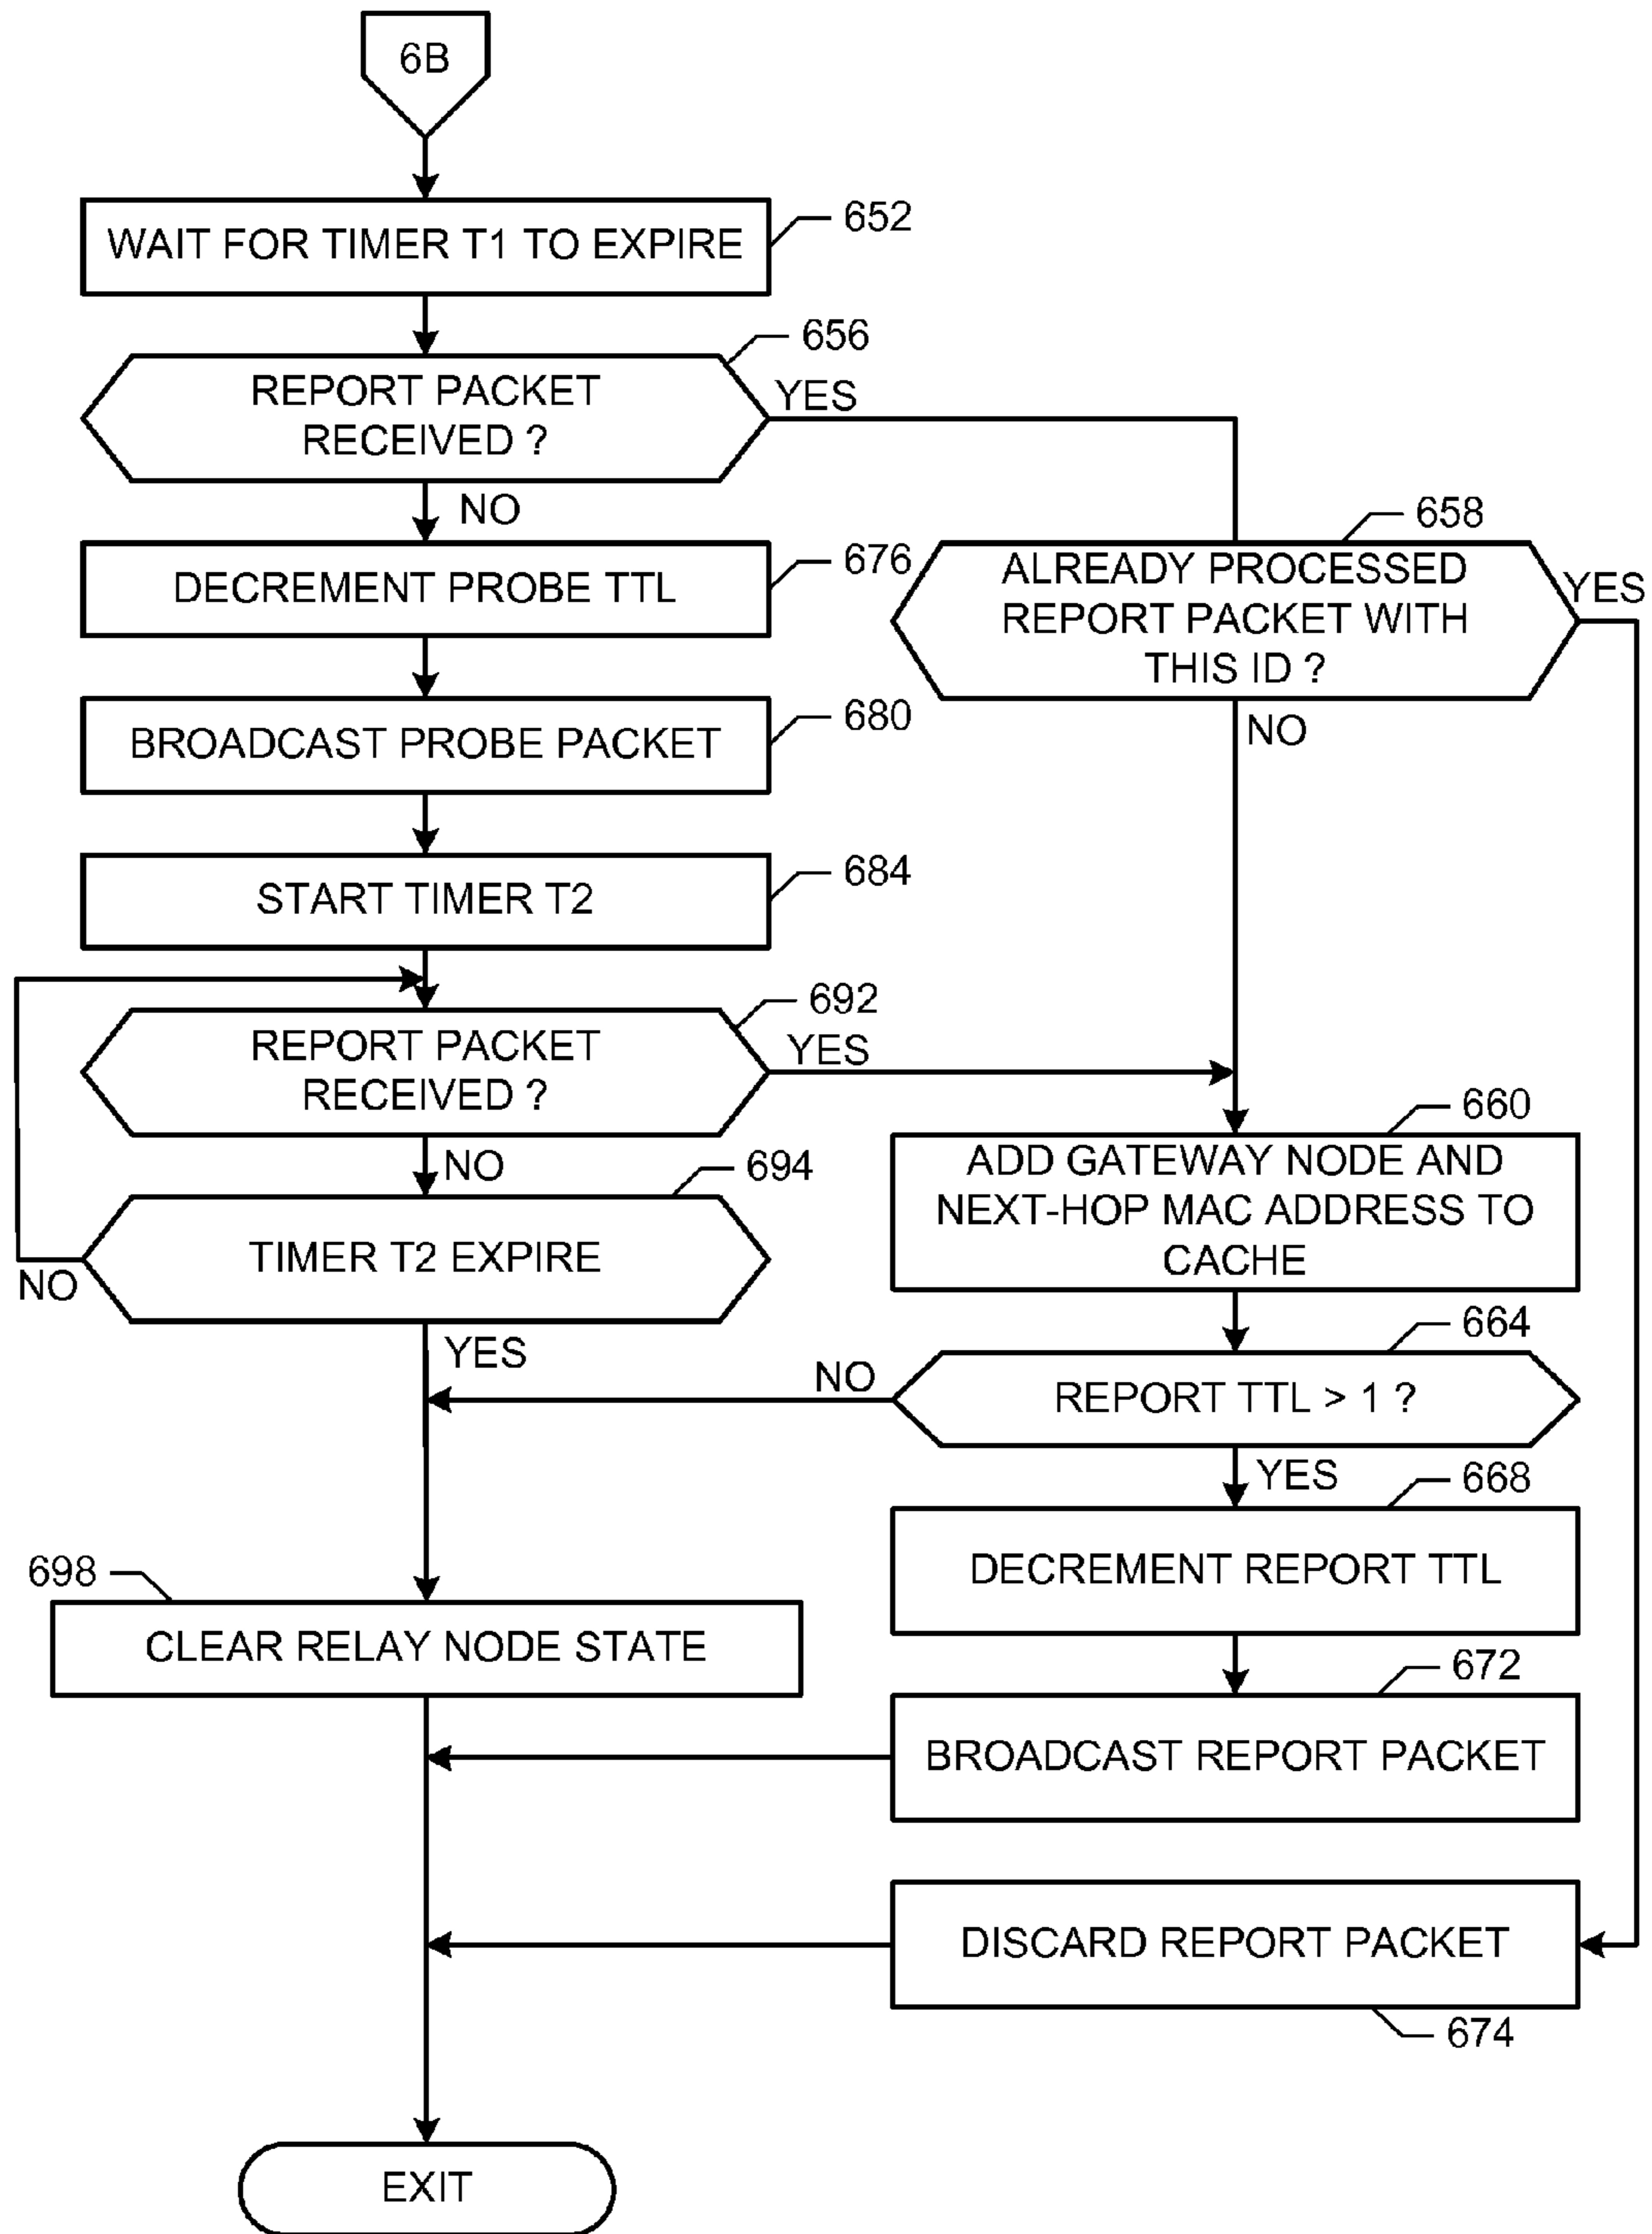 6B
WAIT FOR TIMER T1 TO EXPIRE
652
REPORT PACKET
RECEIVED ?
656
YES
NO
658
ALREADY PROCESSED
REPORT PACKET WITH
THIS ID ?
YES
NO
DECREMENT PROBE TTL
676
BROADCAST PROBE PACKET
680
START TIMER T2
684
REPORT PACKET
RECEIVED ?
692
YES
NO
694
TIMER T2 EXPIRE
NO
YES
660
ADD GATEWAY NODE AND
NEXT-HOP MAC ADDRESS TO
CACHE
664
REPORT TTL > 1 ?
NO
YES
668
DECREMENT REPORT TTL
698
CLEAR RELAY NODE STATE
672
BROADCAST REPORT PACKET
DISCARD REPORT PACKET
674
EXIT